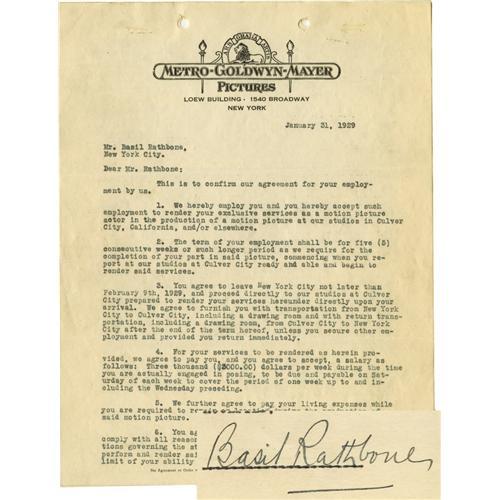 ARS GRATIA ARTIS
METRO-GOLDWYN-MAYER
PICTURES
LOEW BUILDING - 1540 BROADWAY
NEW YORK
January 31, 1929
Mr. Basil Rathbone,
New York City.
Dear Mr. Rathbone:
This is to confirm our agreement for your employ-
ment by us.
1. We hereby employ you and you hereby accept such
employment to render your exclusive services as a motion picture
actor in the production of a motion picture at our studios in Culver
City, California, and/or elsewhere.
2. The term of your employment shall be for five (5)
consecutive weeks or such longer period as we require for the
completion of your part in said picture, commencing when you re-
port at our studios at Culver City ready and able and begin to
render said services.
3. You agree to leave New York City not later than
February 9th, 1929, and proceed directly to our studios at Culver
City prepared to render your services hereunder directly upon your
arrival. We agree to furnish you with transportation from New York
City to Culver City, including a drawing room and with return trans-
portation, including a drawing room, from Culver City to New York
City after the end of the term hereof, unless you secure other em-
ployment and provided you return immediately.
4. For your services to be rendered as herein pro-
vided, we agree to pay you, and you agree to accept, a salary as
follows: Three thousand ($3000.00) dollars per week during the time
you are actually engaged in posing, to be due and payable on Sat-
urday of each week to cover the period of one week up to and in-
cluding the Wednesday preceding.
5. We further agree to pay your living expenses while
you are required to
said motion picture.
6. You ag
comply with all reaso
tions governing the st
perform and render sai
limit of your ability
Basil Rathbone